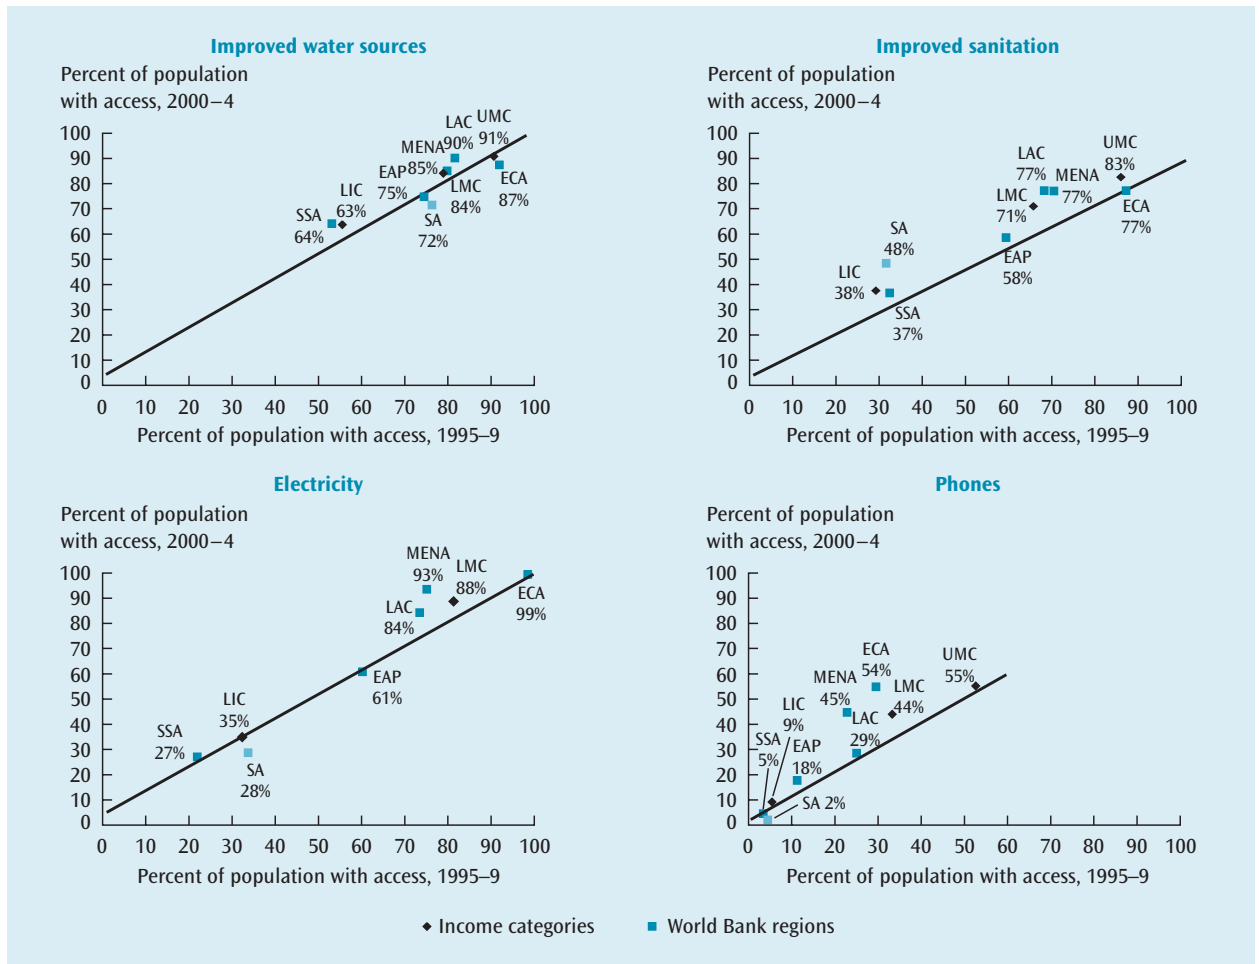 Improved water sources
Percent of population
with access, 2000–4
100
90
80
70
60
50
40
30
20
10
0
0 10 20 30 40 50 60 70 80 90 100
SSA
64%
LIC
63%
EAP
75%
MENA
85%
LAC
90%
UMC
91%
SA
72%
LMC
84%
ECA
87%
Percent of population with access, 1995–9
Improved sanitation
Percent of population
with access, 2000–4
100
90
80
70
60
50
40
30
20
10
0
0 10 20 30 40 50 60 70 80 90 100
LIC
38%
SA
48%
SSA
37%
LMC
71%
EAP
58%
LAC
77%
MENA
77%
UMC
83%
ECA
77%
Percent of population with access, 1995–9
Electricity
Percent of population
with access, 2000–4
100
90
80
70
60
50
40
30
20
10
0
0 10 20 30 40 50 60 70 80 90 100
SSA
27%
LIC
35%
SA
28%
EAP
61%
LAC
84%
MENA
93%
LMC
88%
ECA
99%
Percent of population with access, 1995–9
Phones
Percent of population
with access, 2000–4
100
90
80
70
60
50
40
30
20
10
0
0 10 20 30 40 50 60 70 80 90 100
SSA
5%
LIC
9%
SA 2%
EAP
18%
MENA
45%
LAC
29%
ECA
54%
LMC
44%
UMC
55%
Percent of population with access, 1995–9
Income categories
World Bank regions